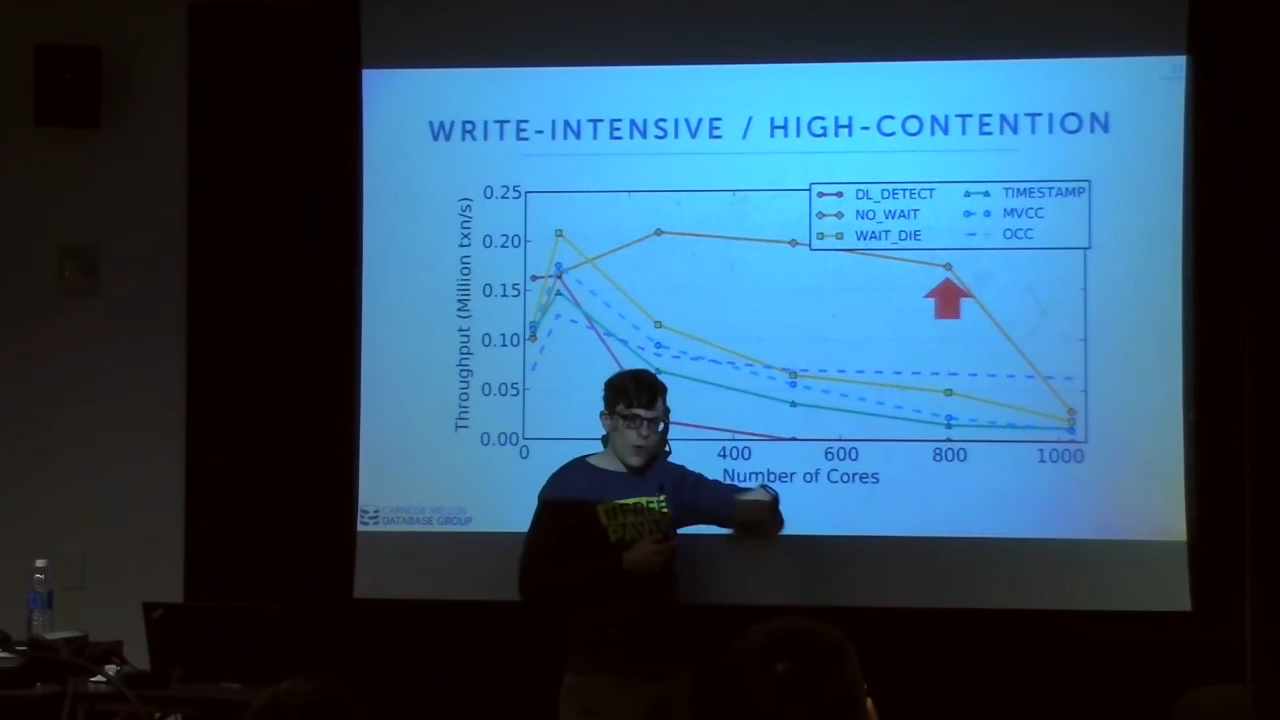 WRITE-INTENSIVE / HIGH-CONTENTION
Throughput (Million txn/s)
0.25
0.20
0.15
0.10
0.05
0.00
DL_DETECT
NO_WAIT
WAIT_DIE
TIMESTAMP
MVCC
OCC
0
400
600
800
1000
Number of Cores
CARNEGIE MELLON
DATABASE GROUP
#FREE